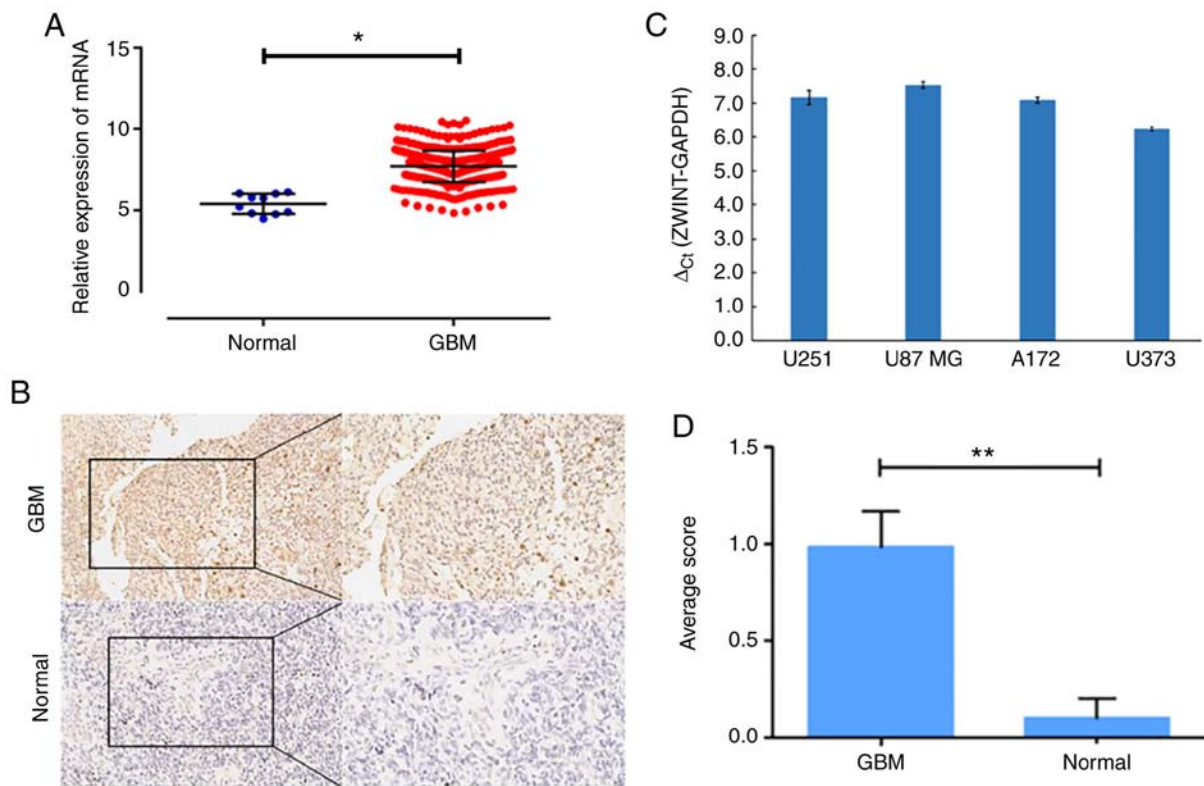 A
Relative expression of mRNA
15
10
5
0
*
Normal
GBM
B
GBM
Normal
C
ΔCt (ZWINT-GAPDH)
9.0
8.0
7.0
6.0
5.0
4.0
3.0
2.0
1.0
0.0
U251
U87 MG
A172
U373
D
Average score
1.5
1.0
0.5
0.0
**
GBM
Normal